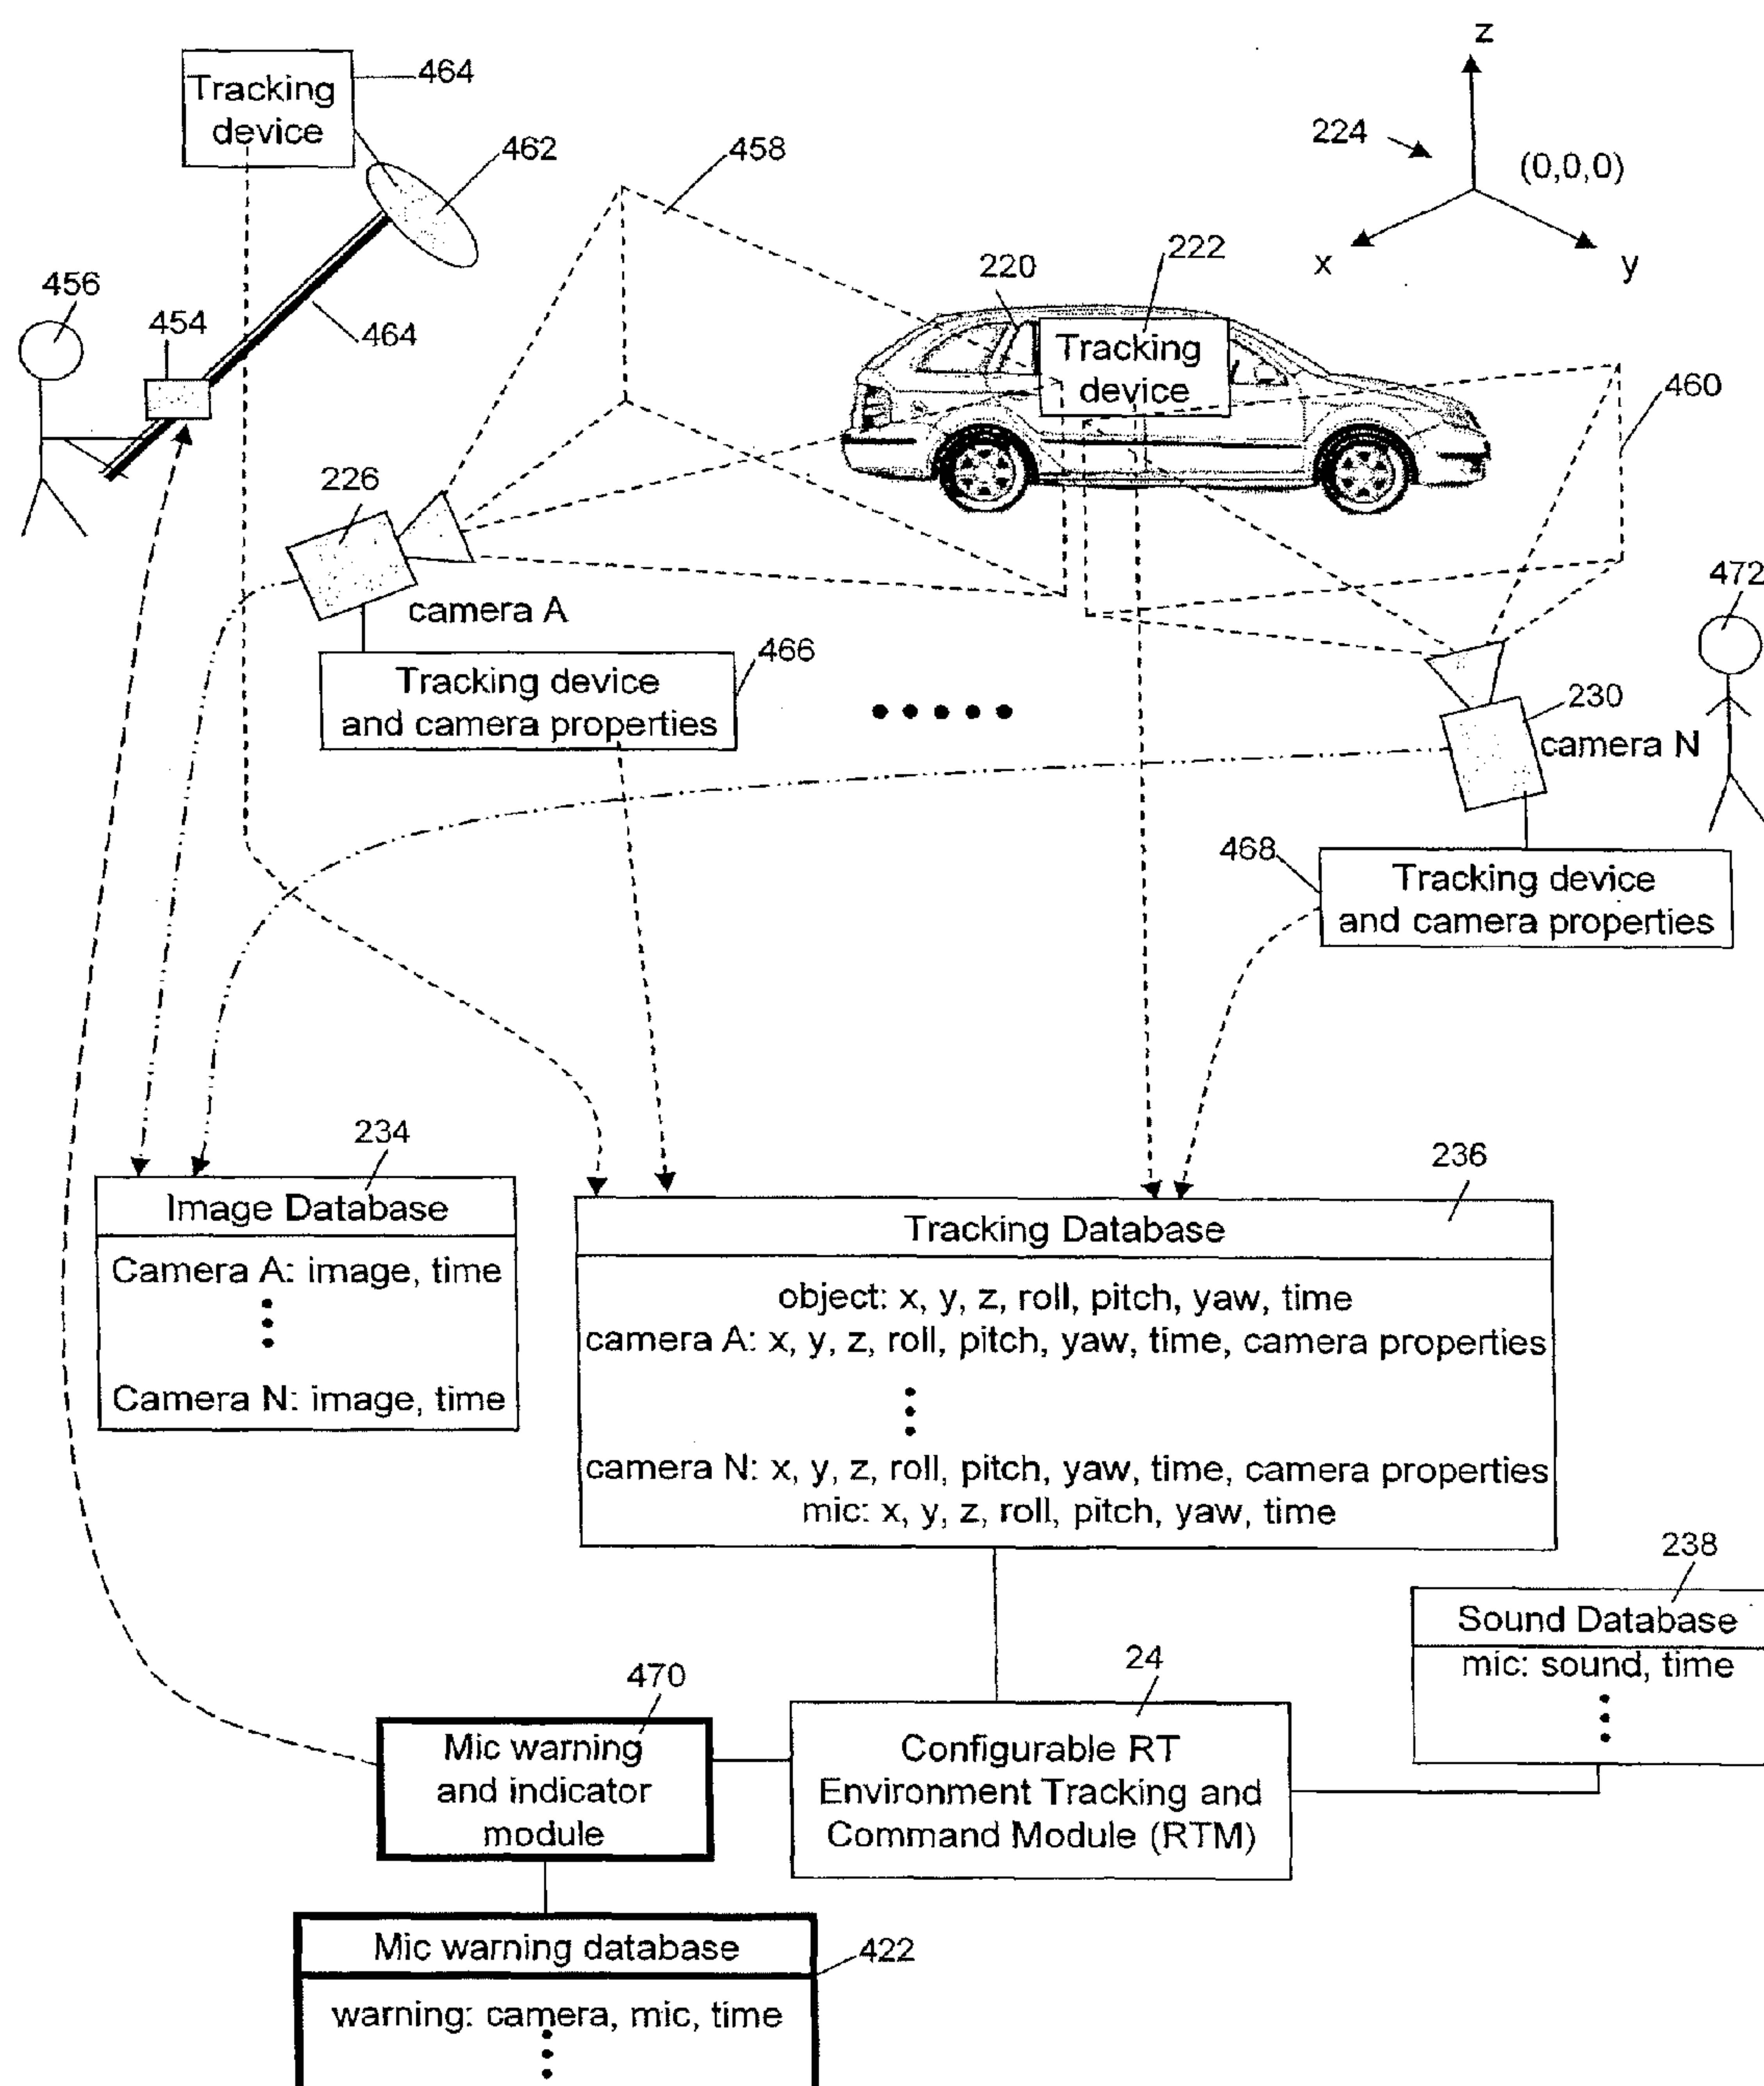 z
464
Tracking
device
462
458
224
(0,0,0)
x
y
222
220
456
454
464
Tracking
device
460
226
camera A
472
466
Tracking device
and camera properties
230
camera N
468
Tracking device
and camera properties
234
236
Image Database
Camera A: image, time
Camera N: image, time
Tracking Database
object: x, y, z, roll, pitch, yaw, time
camera A: x, y, z, roll, pitch, yaw, time, camera properties
camera N: x, y, z, roll, pitch, yaw, time, camera properties
mic: x, y, z, roll, pitch, yaw, time
238
Sound Database
mic: sound, time
470
24
Mic warning
and indicator
module
Configurable RT
Environment Tracking and
Command Module (RTM)
Mic warning database
422
warning: camera, mic, time